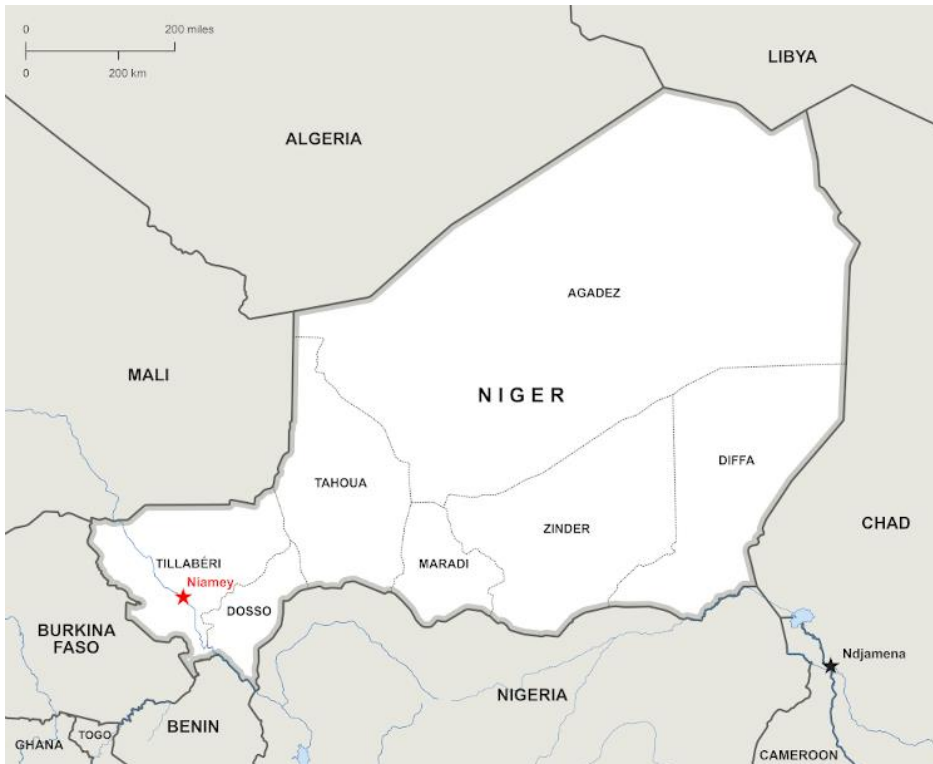 0 200 miles
0 200 km
LIBYA
ALGERIA
AGADEZ
MALI
NIGER
DIFFA
TAHOUA
ZINDER
CHAD
TILLABÉRI
MARADI
Niamey
DOSSO
BURKINA
FASO
Ndjamena
NIGERIA
BENIN
TOGO
GHANA
CAMEROON